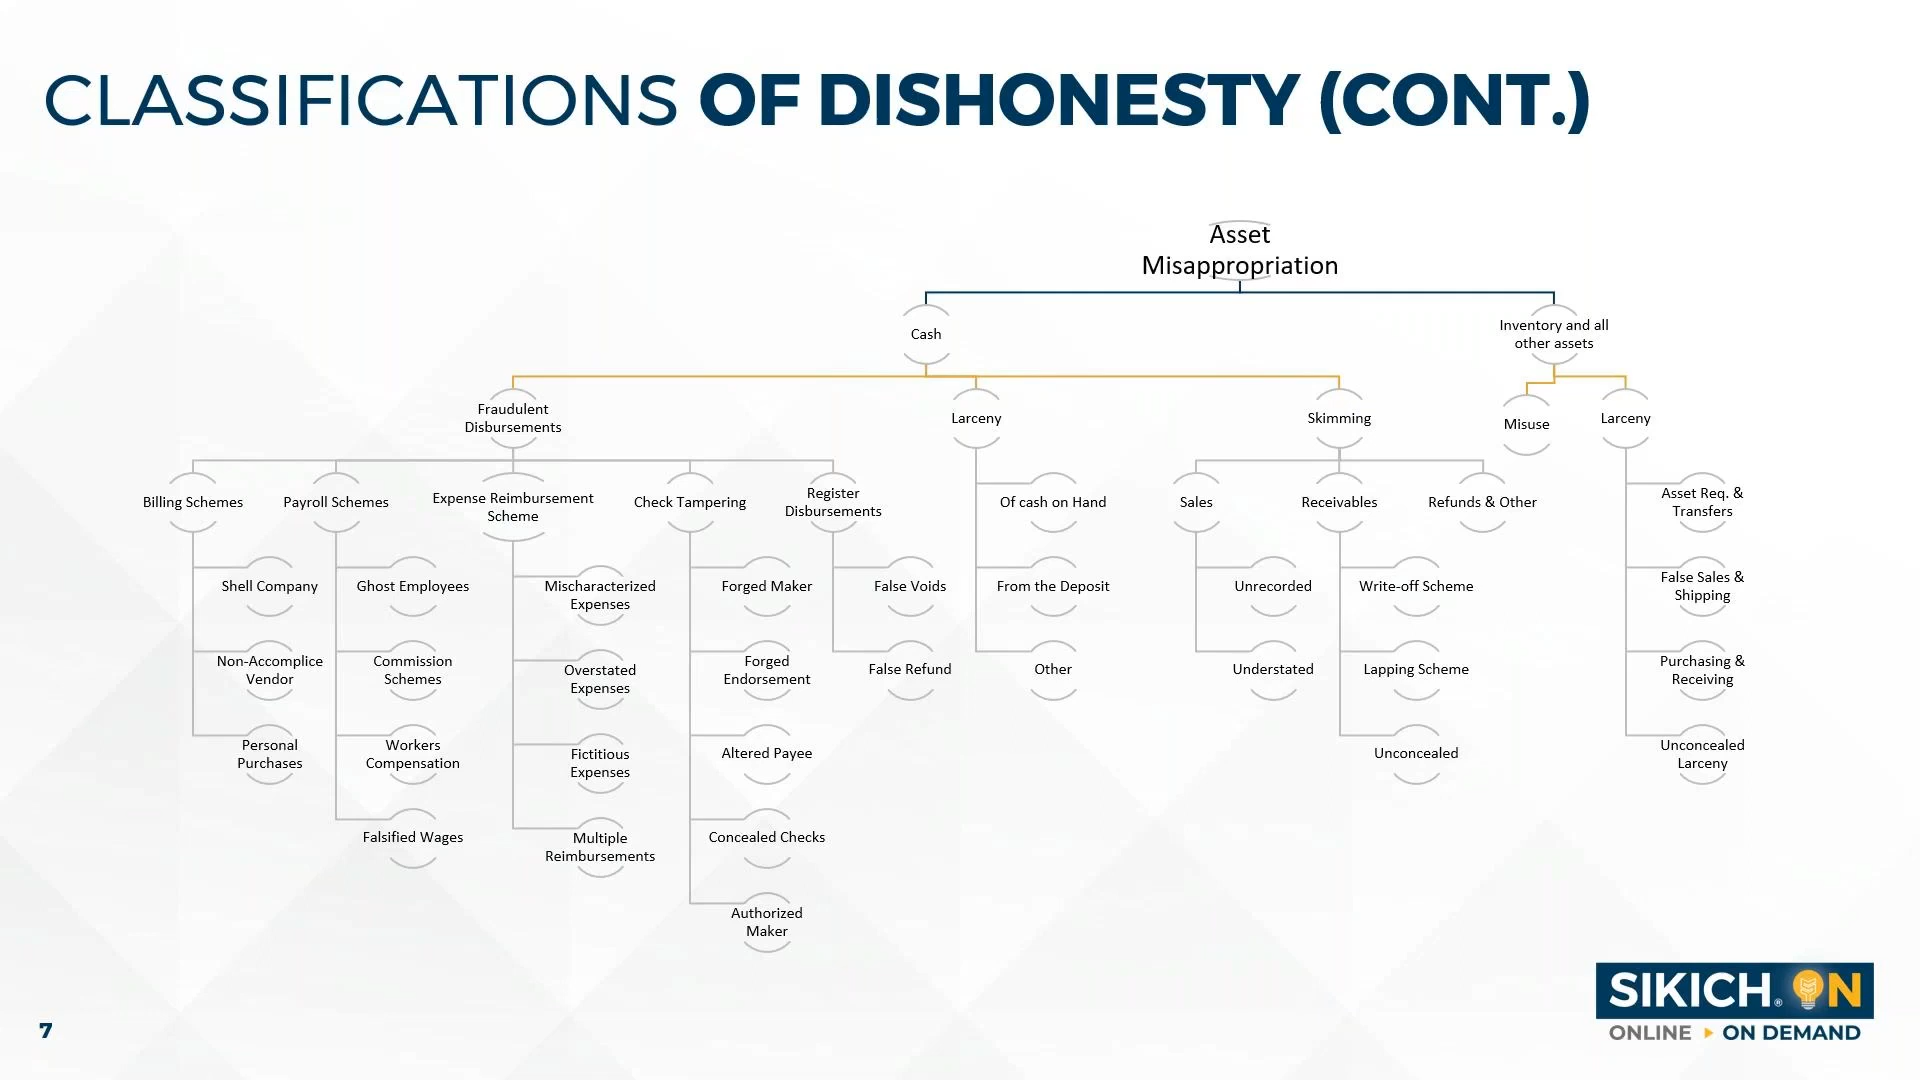 CLASSIFICATIONS OF DISHONESTY (CONT.)
Asset
Misappropriation
Cash
Inventory and all
other assets
Fraudulent
Disbursements
Larceny
Skimming
Misuse
Larceny
Billing Schemes
Payroll Schemes
Expense Reimbursement
Scheme
Check Tampering
Register
Disbursements
Of cash on Hand
Sales
Receivables
Refunds & Other
Asset Req. &
Transfers
Shell Company
Ghost Employees
Mischaracterized
Expenses
Forged Maker
False Voids
From the Deposit
Unrecorded
Write-off Scheme
False Sales &
Shipping
Non-Accomplice
Vendor
Commission
Schemes
Overstated
Expenses
Forged
Endorsement
False Refund
Other
Understated
Lapping Scheme
Purchasing &
Receiving
Personal
Purchases
Workers
Compensation
Fictitious
Expenses
Altered Payee
Unconcealed
Unconcealed
Larceny
Falsified Wages
Multiple
Reimbursements
Concealed Checks
Authorized
Maker
SIKICH® ON
ONLINE ▸ ON DEMAND
7